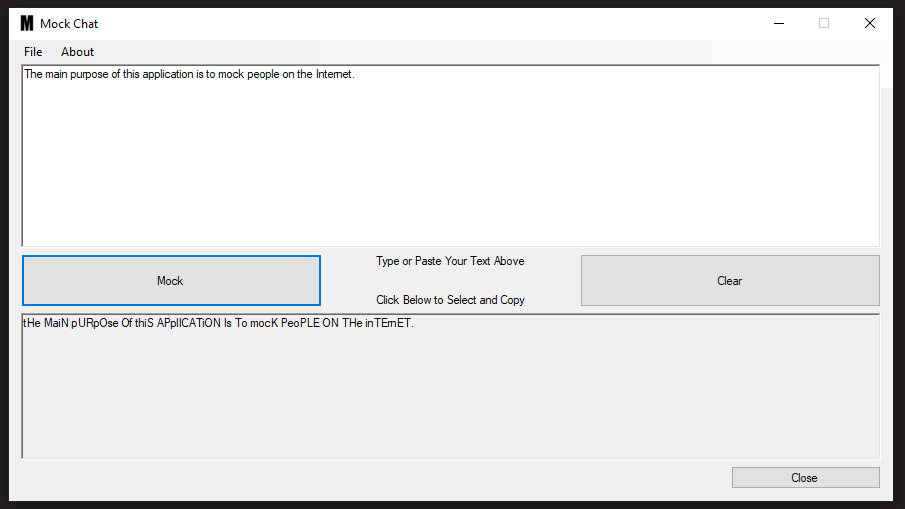 M Mock Chat
File About
The main purpose of this application is to mock people on the Internet.
Mock
Type or Paste Your Text Above
Click Below to Select and Copy
Clear
tHe MaiN pURpOse Of thiS APplICATiON Is To mocK PeoPLE ON THe inTErnET.
Close